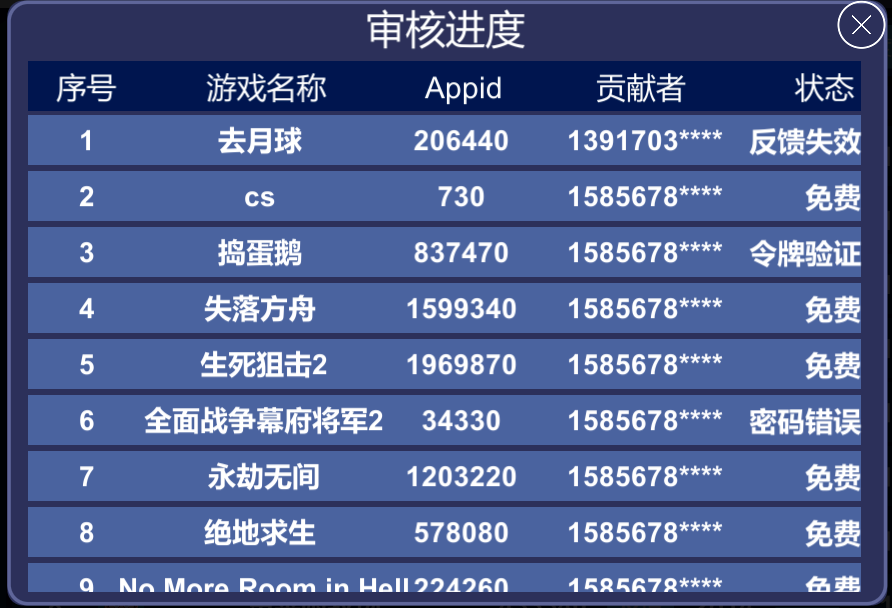 审核进度
序号 游戏名称 Appid 贡献者 状态
1 去月球 206440 1391703**** 反馈失效
2 cs 730 1585678**** 免费
3 捣蛋鹅 837470 1585678**** 令牌验证
4 失落方舟 1599340 1585678**** 免费
5 生死狙击2 1969870 1585678**** 免费
6 全面战争幕府将军2 34330 1585678**** 密码错误
7 永劫无间 1203220 1585678**** 免费
8 绝地求生 578080 1585678**** 免费
9 No More Room in Hell 224260 1585678**** 免费